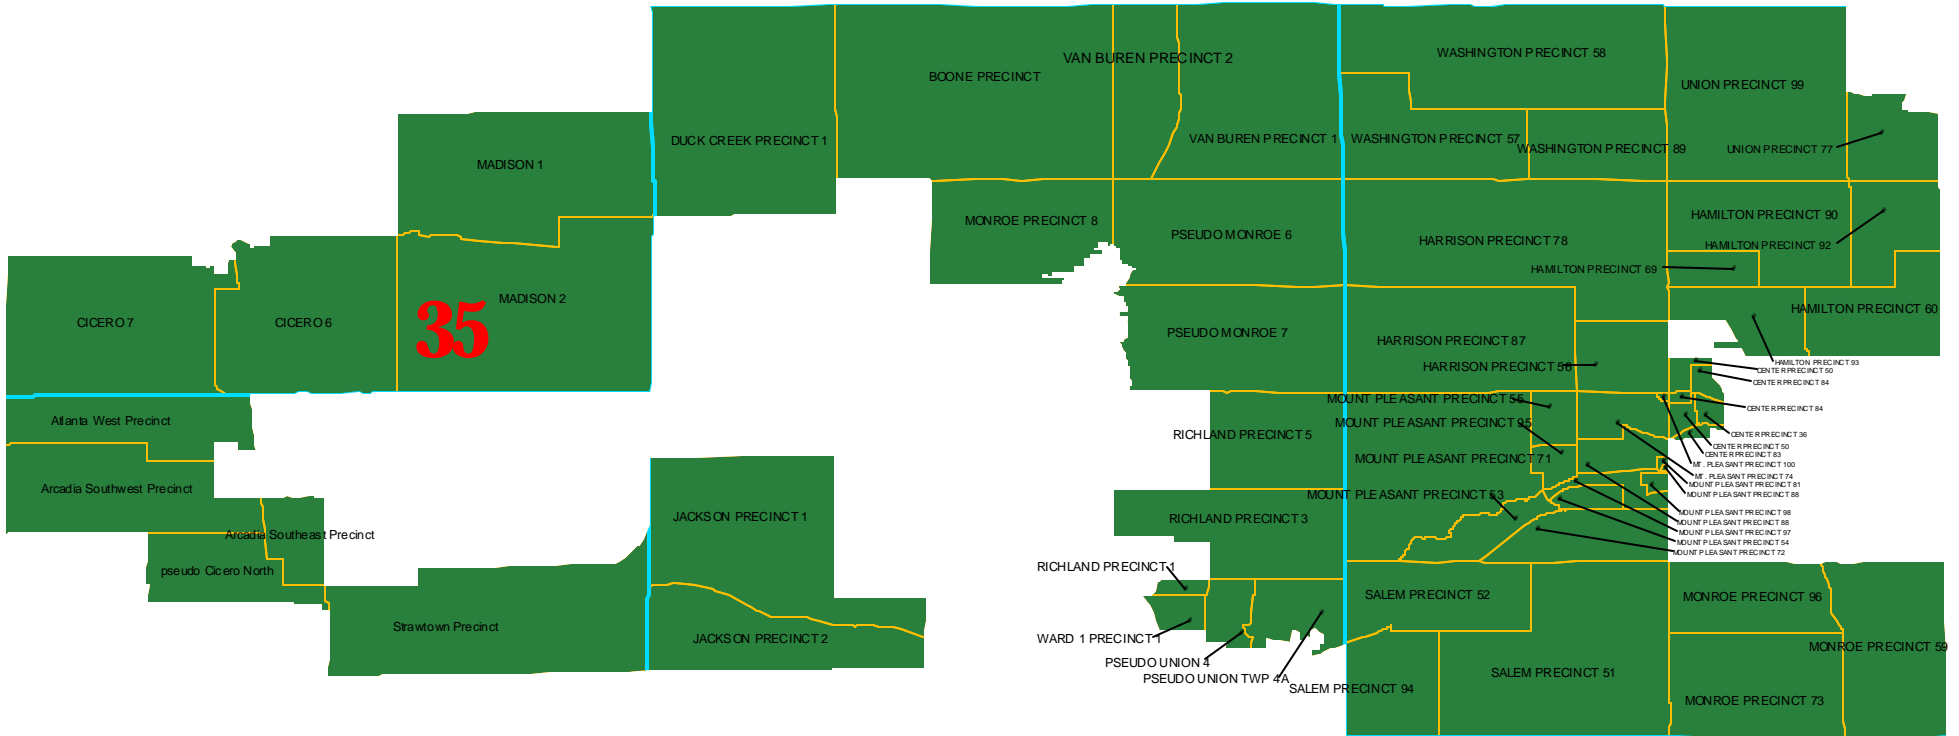 WASHINGTON PRECINCT 58
VAN BUREN PRECINCT 2
BOONE PRECINCT
UNION PRECINCT 99
DUCK CREEK PRECINCT 1
VAN BUREN PRECINCT 1
WASHINGTON PRECINCT 57
WASHINGTON PRECINCT 89
UNION PRECINCT 77
MADISON 1
MONROE PRECINCT 8
PSEUDO MONROE 6
HARRISON PRECINCT 78
HAMILTON PRECINCT 90
HAMILTON PRECINCT 92
HAMILTON PRECINCT 69
MADISON 2
HAMILTON PRECINCT 60
CICERO 7
CICERO 6
35
PSEUDO MONROE 7
HARRISON PRECINCT 87
HARRISON PRECINCT 56
HAMILTON PRECINCT 93
CENTER PRECINCT 50
CENTER PRECINCT 84
MOUNT PLEASANT PRECINCT 55
CENTER PRECINCT 84
Atlanta West Precinct
MOUNT PLEASANT PRECINCT 95
RICHLAND PRECINCT 5
CENTER PRECINCT 36
CENTER PRECINCT 50
CENTER PRECINCT 83
MOUNT PLEASANT PRECINCT 71
MT. PLEASANT PRECINCT 100
MT. PLEASANT PRECINCT 74
MOUNT PLEASANT PRECINCT 81
Arcadia Southwest Precinct
MOUNT PLEASANT PRECINCT 53
MOUNT PLEASANT PRECINCT 88
JACKSON PRECINCT 1
RICHLAND PRECINCT 3
MOUNT PLEASANT PRECINCT 98
MOUNT PLEASANT PRECINCT 88
MOUNT PLEASANT PRECINCT 97
Arcadia Southeast Precinct
MOUNT PLEASANT PRECINCT 54
MOUNT PLEASANT PRECINCT 72
pseudo Cicero North
RICHLAND PRECINCT 1
SALEM PRECINCT 52
MONROE PRECINCT 96
Strawtown Precinct
JACKSON PRECINCT 2
WARD 1 PRECINCT 1
MONROE PRECINCT 59
PSEUDO UNION 4
PSEUDO UNION TWP 4A
SALEM PRECINCT 94
SALEM PRECINCT 51
MONROE PRECINCT 73